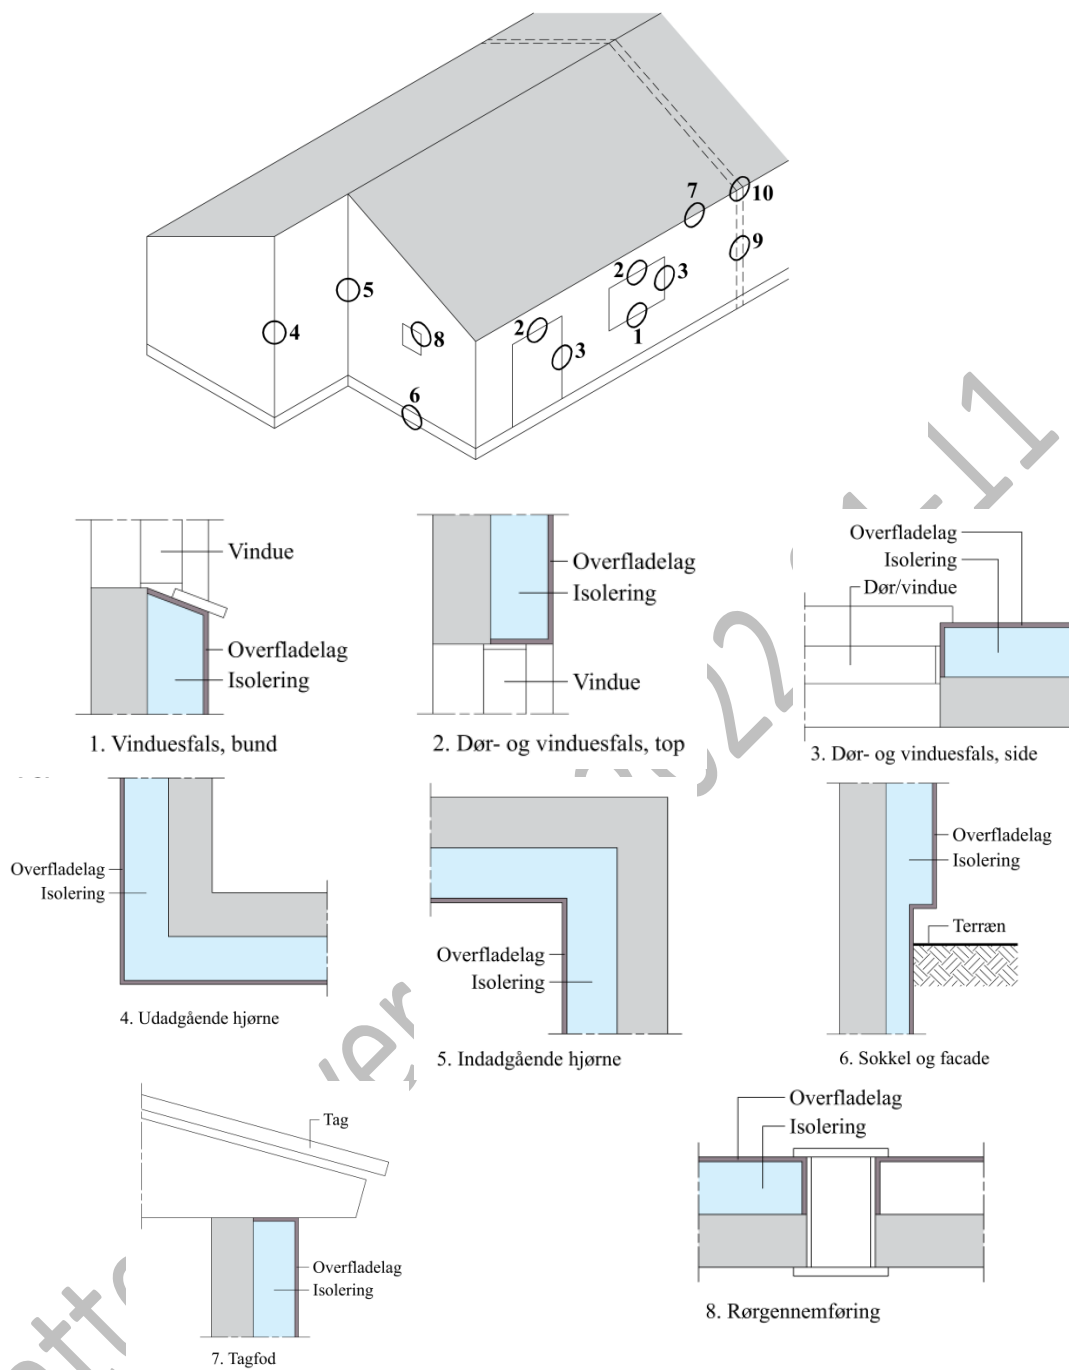 7
10
9
2
3
5
2
8
4
3
1
6
Vindue
Overfladelag
Isolering
1. Vinduesfals, bund
Overfladelag
Isolering
Vindue
2. Dør- og vinduesfals, top
Overfladelag
Isolering
Dør/vindue
3. Dør- og vinduesfals, side
Overfladelag
Isolering
4. Udadgående hjørne
Overfladelag
Isolering
5. Indadgående hjørne
Overfladelag
Isolering
Terræn
6. Sokkel og facade
Tag
Overfladelag
Isolering
7. Tagfod
Overfladelag
Isolering
8. Rørgennemføring